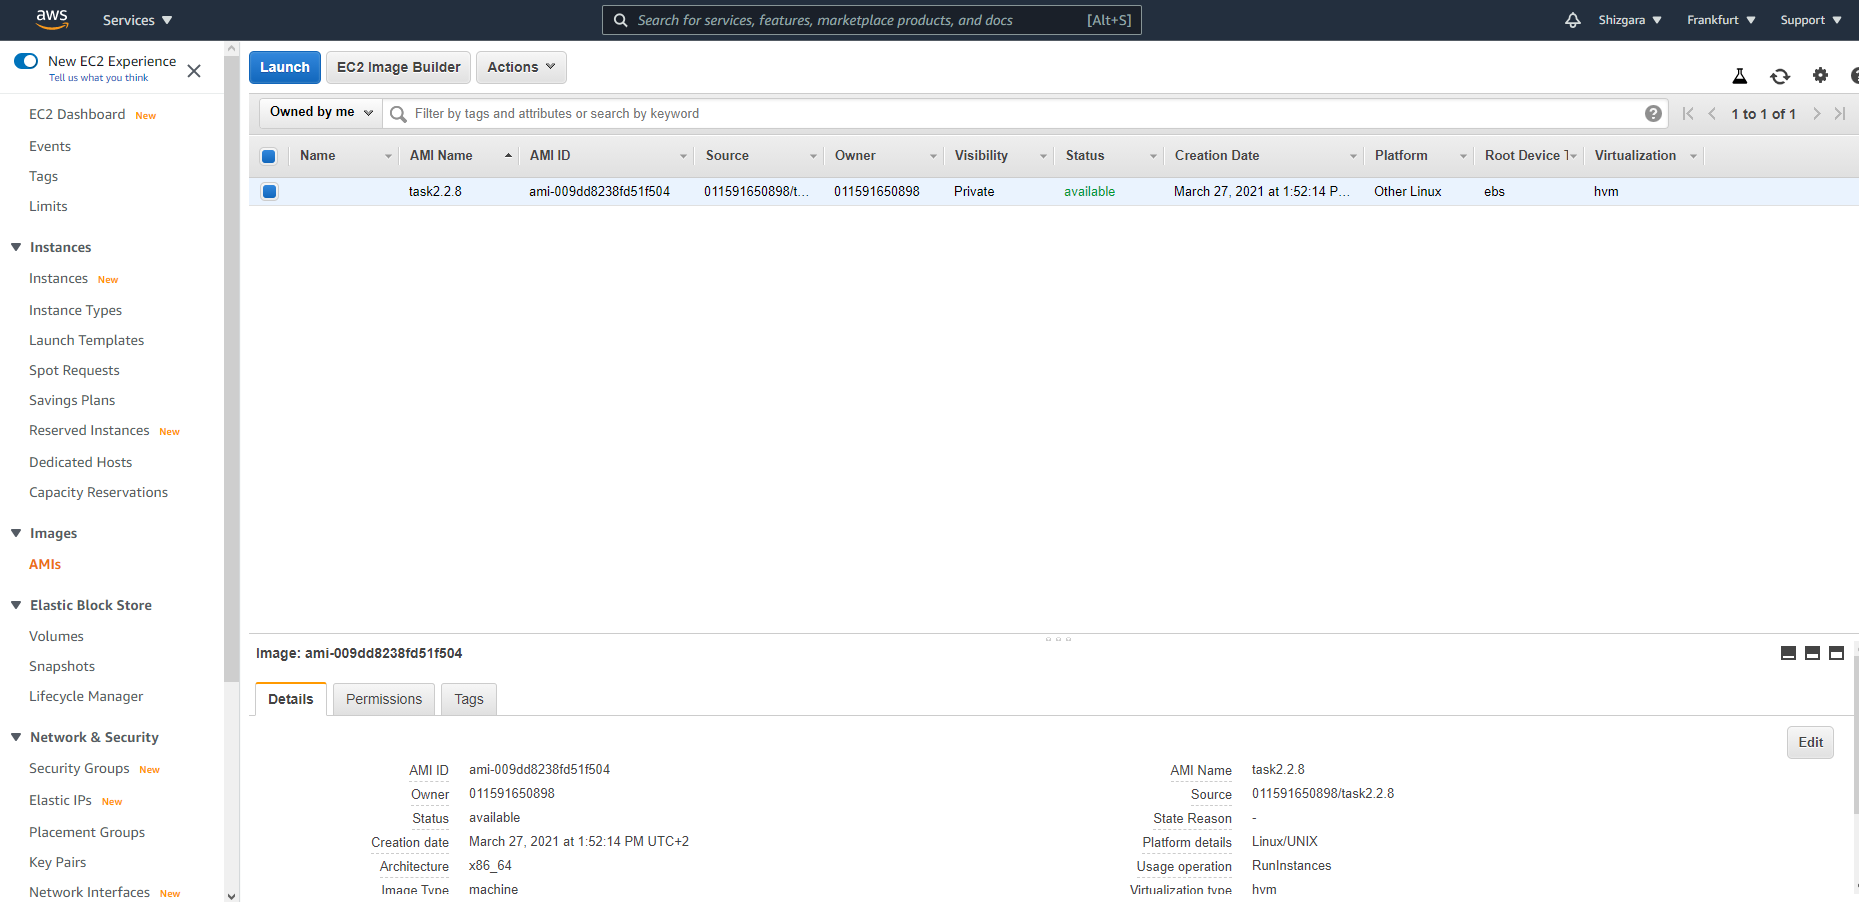 aws Services Search for services, features, marketplace products, and docs [Alt+S] Shizgara Frankfurt Support
New EC2 Experience
Tell us what you think
EC2 Dashboard New
Events
Tags
Limits
Instances
Instances New
Instance Types
Launch Templates
Spot Requests
Savings Plans
Reserved Instances New
Dedicated Hosts
Capacity Reservations
Images
AMIs
Elastic Block Store
Volumes
Snapshots
Lifecycle Manager
Network & Security
Security Groups New
Elastic IPs New
Placement Groups
Key Pairs
Network Interfaces New
Launch EC2 Image Builder Actions
Owned by me Filter by tags and attributes or search by keyword 1 to 1 of 1
Name AMI Name AMI ID Source Owner Visibility Status Creation Date Platform Root Device Virtualization
task2.2.8 ami-009dd8238fd51f504 011591650898/t... 011591650898 Private available March 27, 2021 at 1:52:14 P... Other Linux ebs hvm
Image: ami-009dd8238fd51f504
Details Permissions Tags
Edit
AMI ID ami-009dd8238fd51f504 AMI Name task2.2.8
Owner 011591650898 Source 011591650898/task2.2.8
Status available State Reason -
Creation date March 27, 2021 at 1:52:14 PM UTC+2 Platform details Linux/UNIX
Architecture x86_64 Usage operation RunInstances
Image Type machine Virtualization type hvm